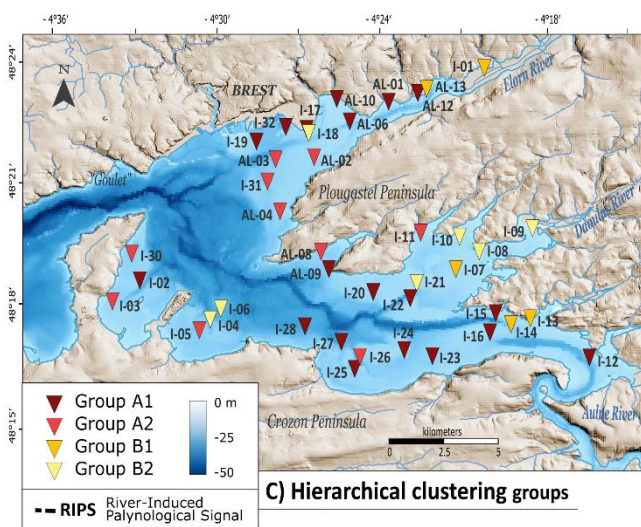 -4°36 -4°30 -4°24 -4°18
48°24'
48°21'
48°18'
48°15'
N
BREST
"Goulet"
Plougastel Peninsula
Elorn River
Daoulas River
Aulne River
Crozon Peninsula
I-01
AL-01
AL-13
AL-12
AL-10
AL-06
I-17
I-32
I-18
I-19
AL-03
AL-02
I-31
AL-04
I-11
I-10
I-09
I-08
I-07
AL-08
AL-09
I-30
I-02
I-03
I-20
I-21
I-22
I-06
I-04
I-05
I-15
I-13
I-14
I-16
I-28
I-27
I-24
I-26
I-23
I-25
I-12
kilometers
0 2.5 5
Group A1
Group A2
Group B1
Group B2
0 m
-25
-50
RIPS River-Induced
Palynological Signal
C) Hierarchical clustering groups